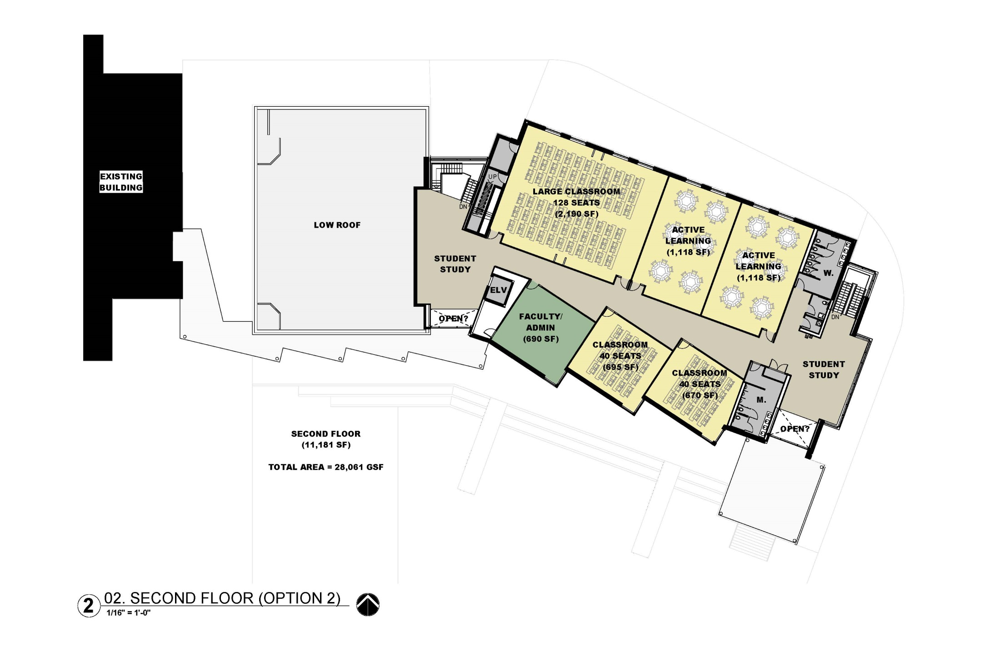 EXISTING
BUILDING
LOW ROOF
UP
DN
LARGE CLASSROOM
128 SEATS
(2,190 SF)
ACTIVE
LEARNING
(1,118 SF)
ACTIVE
LEARNING
(1,118 SF)
W.
DN
STUDENT
STUDY
ELV
OPEN?
FACULTY/
ADMIN
(690 SF)
CLASSROOM
40 SEATS
(695 SF)
CLASSROOM
40 SEATS
(670 SF)
M.
STUDENT
STUDY
OPEN?
SECOND FLOOR
(11,181 SF)
TOTAL AREA = 28,061 GSF
2
02. SECOND FLOOR (OPTION 2)
1/16" = 1'-0"